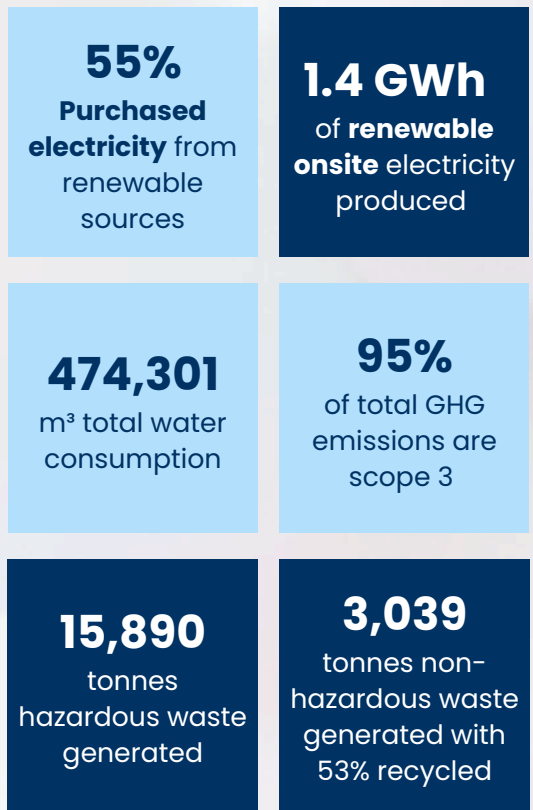 55%
Purchased
electricity from
renewable
sources
1.4 GWh
of renewable
onsite electricity
produced
474,301
m³ total water
consumption
95%
of total GHG
emissions are
scope 3
15,890
tonnes
hazardous waste
generated
3,039
tonnes non-
hazardous waste
generated with
53% recycled